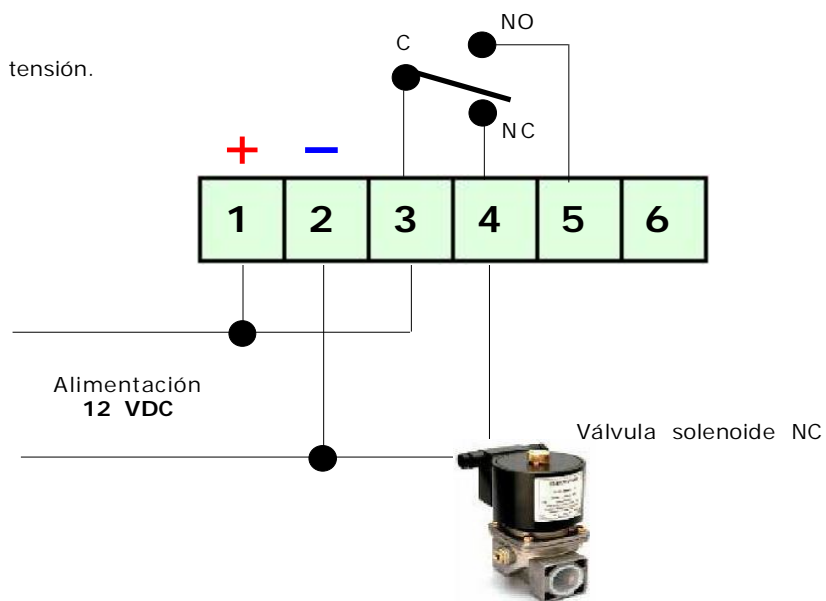 NO
C
tensión.
NC
+ −
1 2 3 4 5 6
Alimentación
12 VDC
Válvula solenoide NC